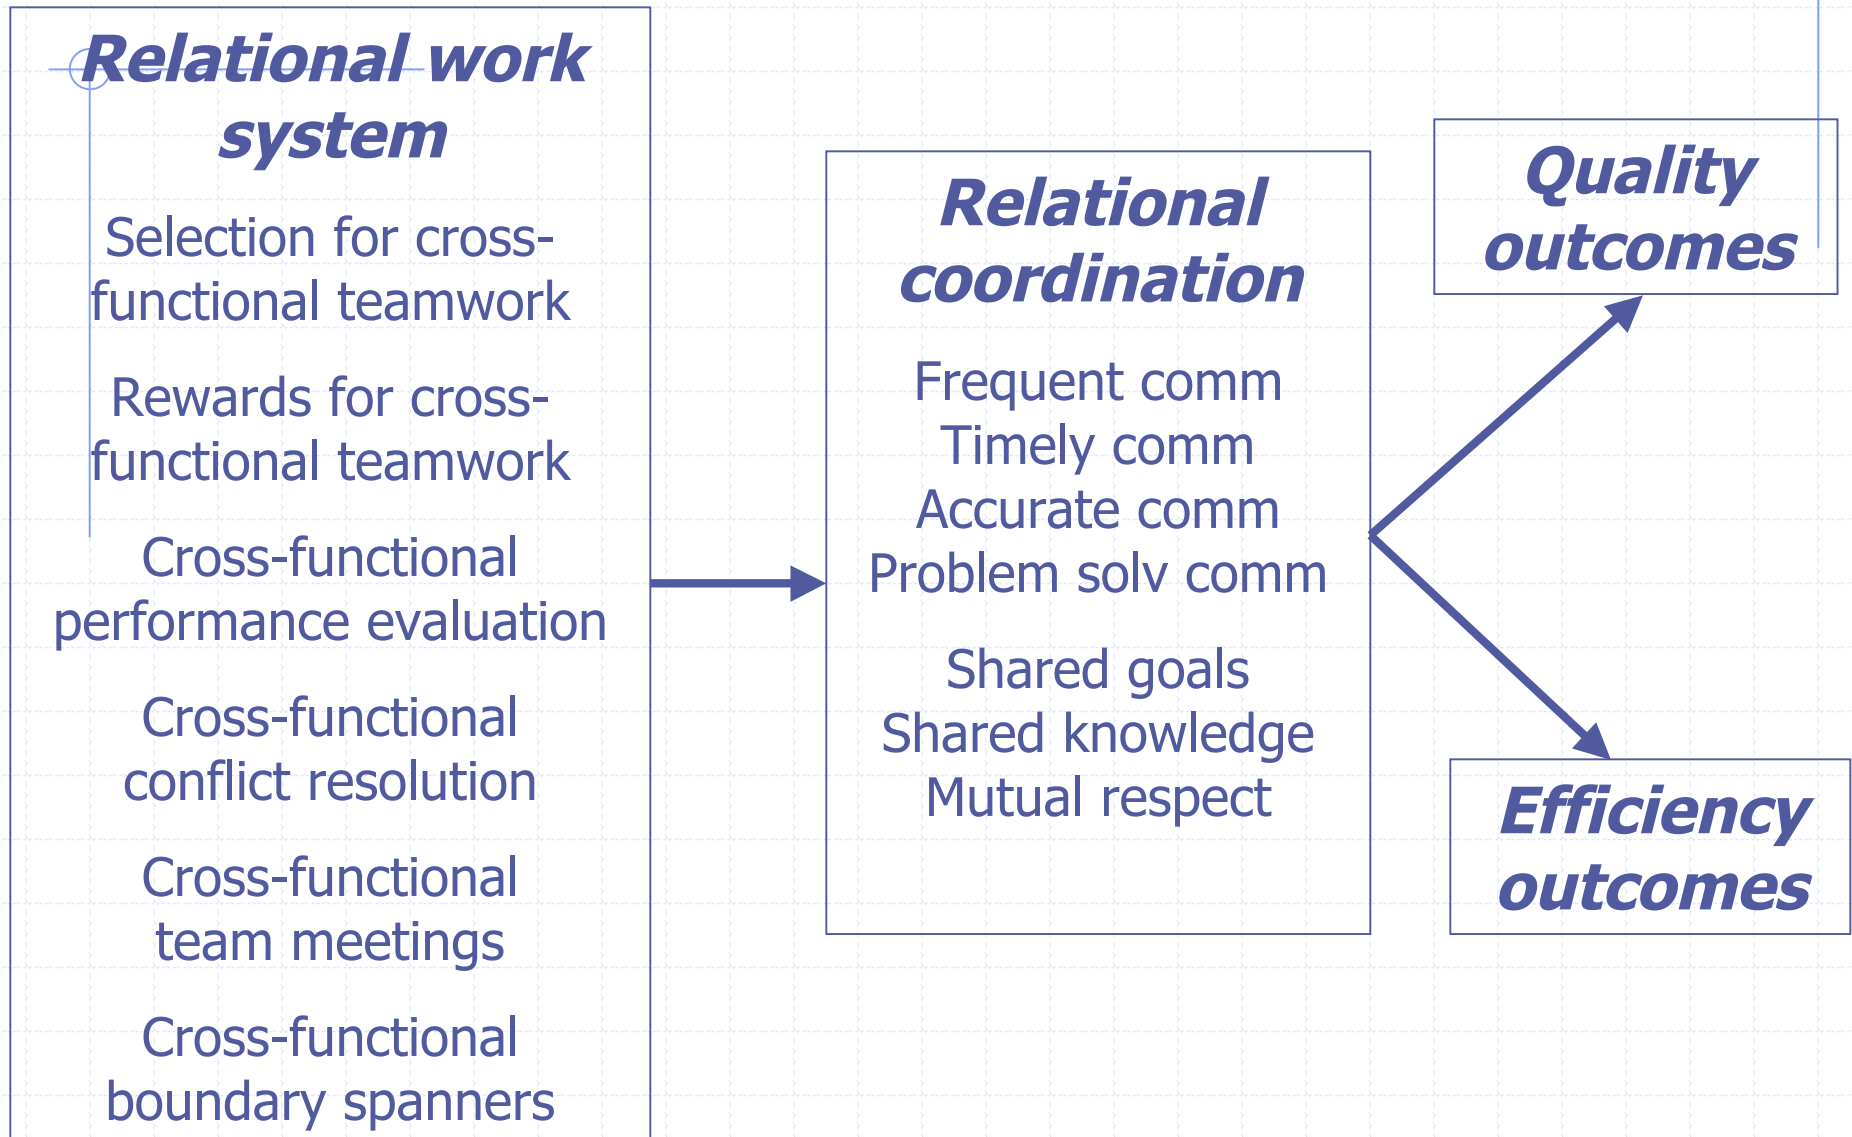 Relational work
system
Selection for cross-
functional teamwork
Rewards for cross-
functional teamwork
Cross-functional
performance evaluation
Cross-functional
conflict resolution
Cross-functional
team meetings
Cross-functional
boundary spanners
Relational
coordination
Frequent comm
Timely comm
Accurate comm
Problem solv comm
Shared goals
Shared knowledge
Mutual respect
Quality
outcomes
Efficiency
outcomes